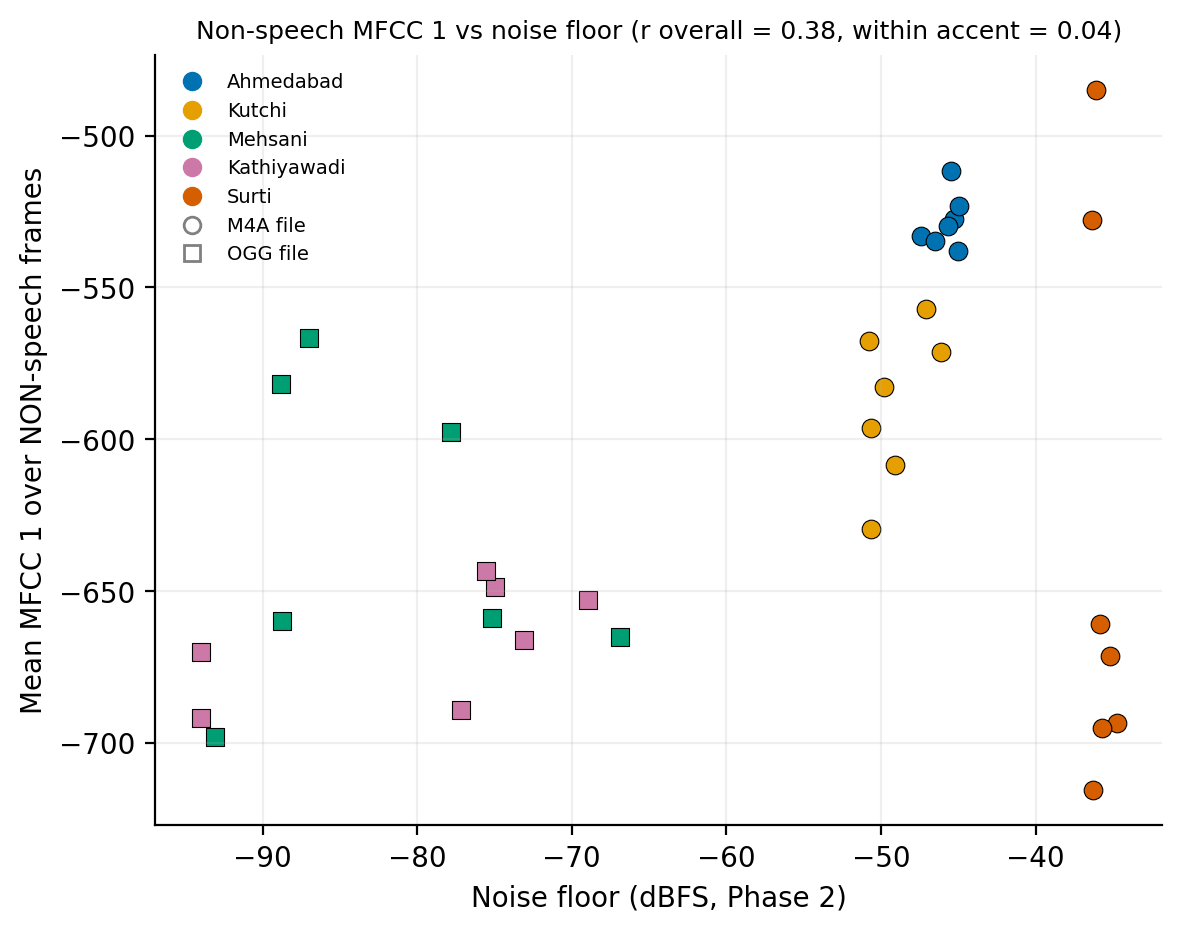 Non-speech MFCC 1 vs noise floor (r overall = 0.38, within accent = 0.04)
Ahmedabad
Kutchi
Mehsani
Kathiyawadi
Surti
M4A file
OGG file
Mean MFCC 1 over NON-speech frames
−500
−550
−600
−650
−700
−90
−80
−70
−60
−50
−40
Noise floor (dBFS, Phase 2)